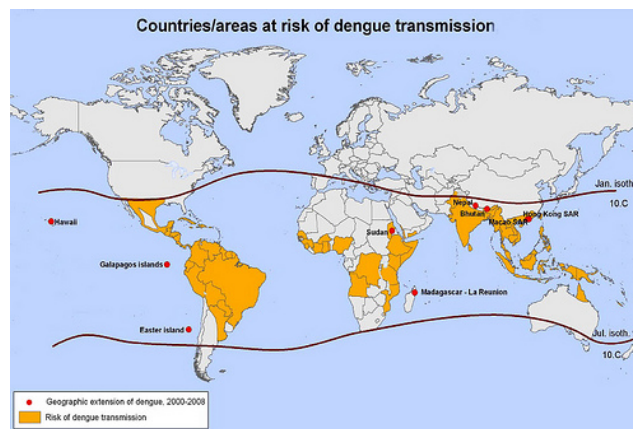 Countries/areas at risk of dengue transmission
Jan. isoth.
10.C
Hawaii
Nepal
Bhutan
Hong Kong SAR
Macao SAR
Sudan
Galapagos islands
Madagascar - La Reunion
Easter island
Jul. isoth.
10.C
Geographic extension of dengue, 2000-2008
Risk of dengue transmission